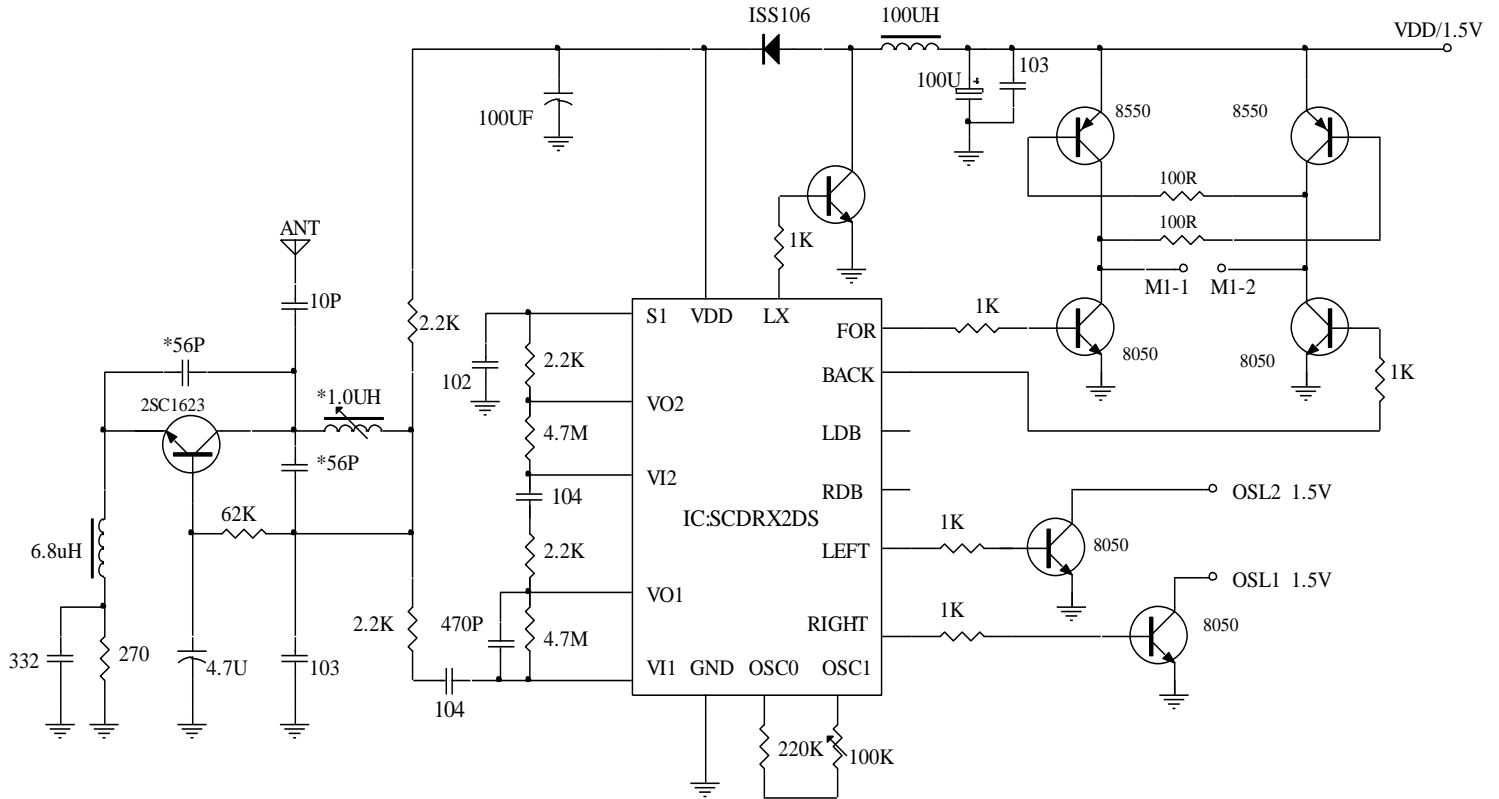 ISS106
100UH
VDD/1.5V
100UF
100U
103
8550
8550
100R
100R
ANT
1K
M1-1
M1-2
10P
2.2K
S1
VDD
LX
FOR
1K
8050
8050
1K
*56P
2.2K
102
BACK
2SC1623
*1.0UH
VO2
4.7M
LDB
*56P
VI2
104
RDB
OSL2 1.5V
IC:SCDRX2DS
62K
1K
8050
6.8uH
2.2K
LEFT
OSL1 1.5V
VO1
1K
2.2K
470P
4.7M
RIGHT
8050
332
270
4.7U
103
VI1
GND
OSC0
OSC1
104
220K
100K